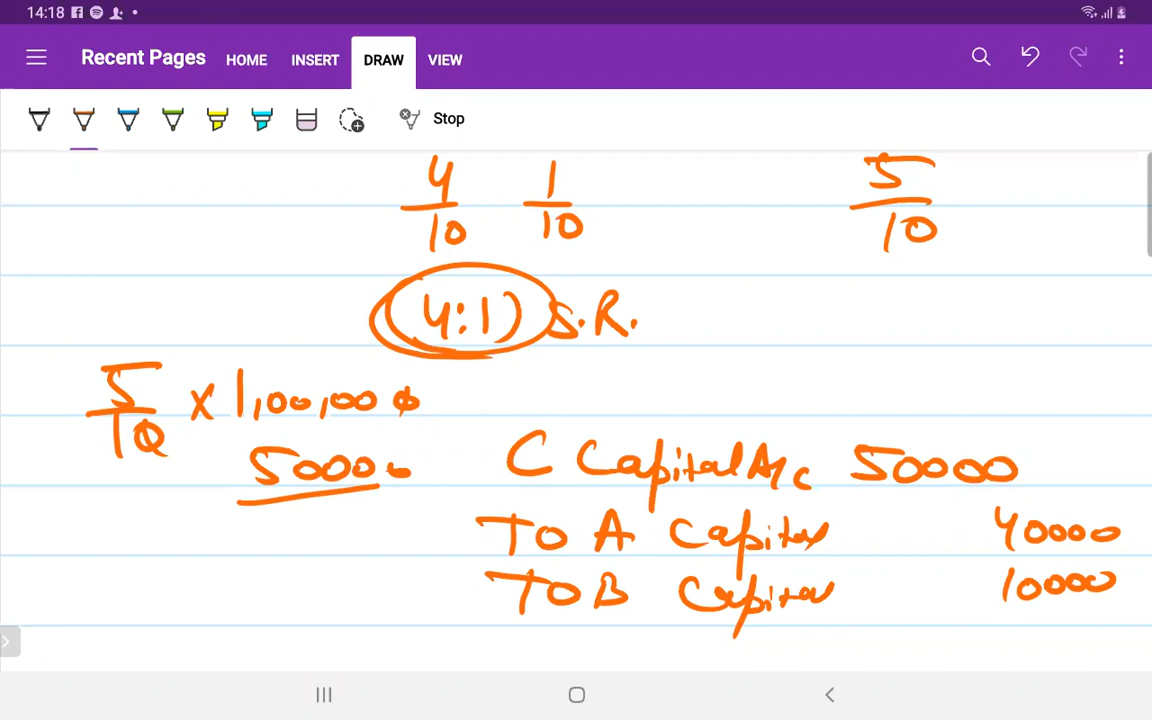 14:18
Recent Pages HOME INSERT DRAW VIEW
Stop
4/10 1/10 5/10
(4:1) S.R.
5/10 x 1,00,000
50000
C Capital A/c 50000
To A Capital 40000
To B Capital 10000